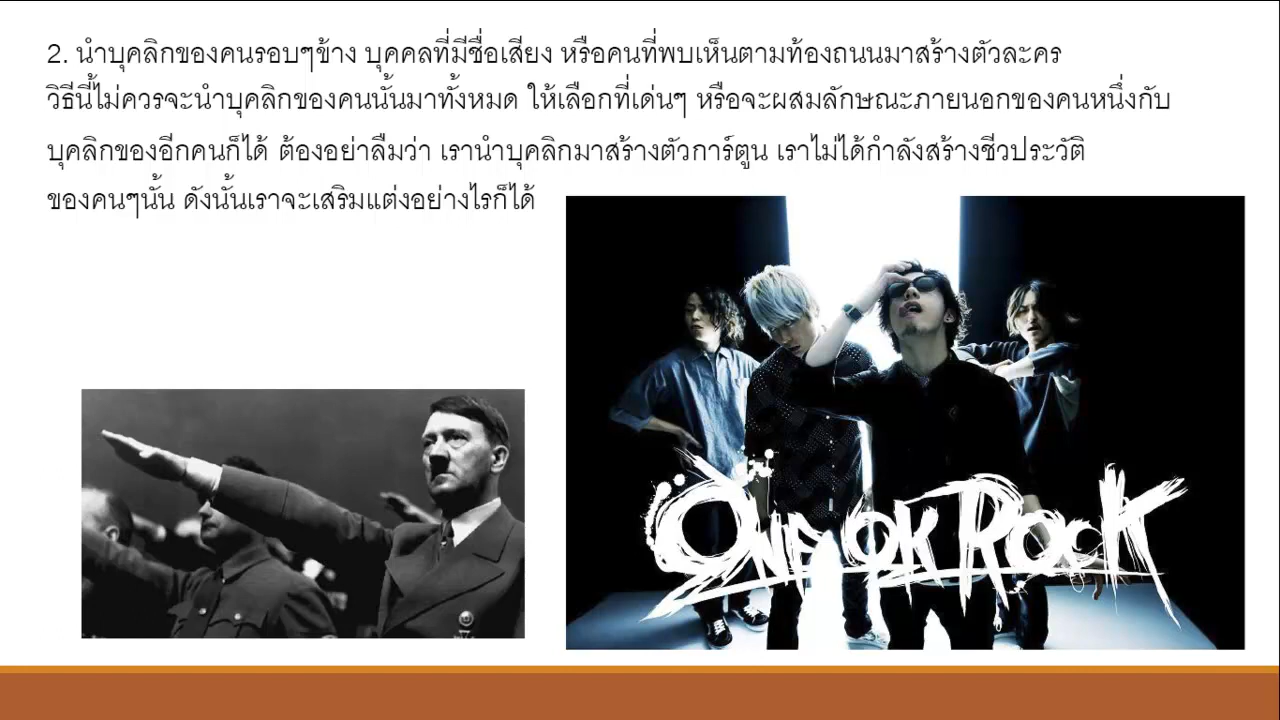 2. นำบุคลิกของคนรอบๆข้าง บุคคลที่มีชื่อเสียง หรือคนที่พบเห็นตามท้องถนนมาสร้างตัวละคร
วิธีนี้ไม่ควรจะนำบุคลิกของคนนั้นมาทั้งหมด ให้เลือกที่เด่นๆ หรือจะผสมลักษณะภายนอกของคนหนึ่งกับ
บุคลิกของอีกคนก็ได้ ต้องอย่าลืมว่า เรานำบุคลิกมาสร้างตัวการ์ตูน เราไม่ได้กำลังสร้างชีวประวัติ
ของคนๆนั้น ดังนั้นเราจะเสริมแต่งอย่างไรก็ได้
ONE OK ROCK